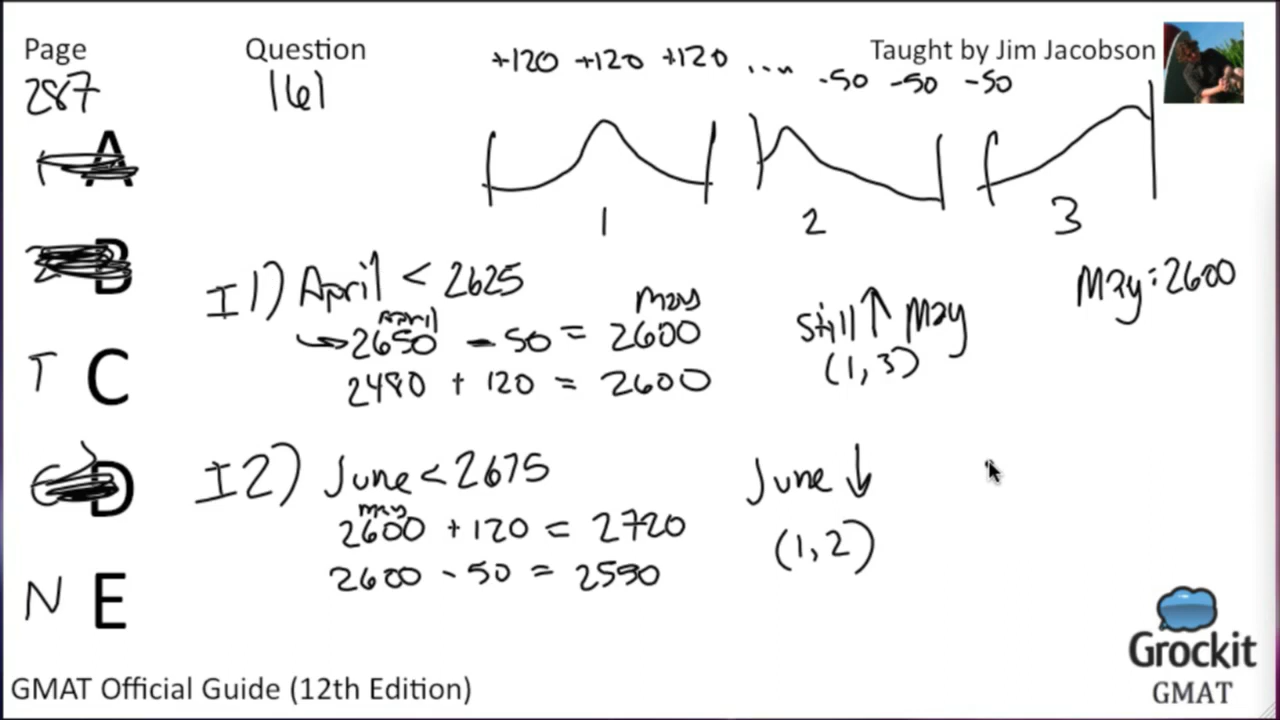 Page Question Taught by Jim Jacobson
287 161
+120 +120 +120 ... -50 -50 -50
1 2 3
A
B
T C
D
N E
I 1) April < 2625
April May
2650 - 50 = 2600
2480 + 120 = 2600
Still ↑ May
(1, 3)
May: 2600
I 2) June < 2675
May
2600 + 120 = 2720
2600 - 50 = 2550
June ↓
(1, 2)
Grockit
GMAT
GMAT Official Guide (12th Edition)